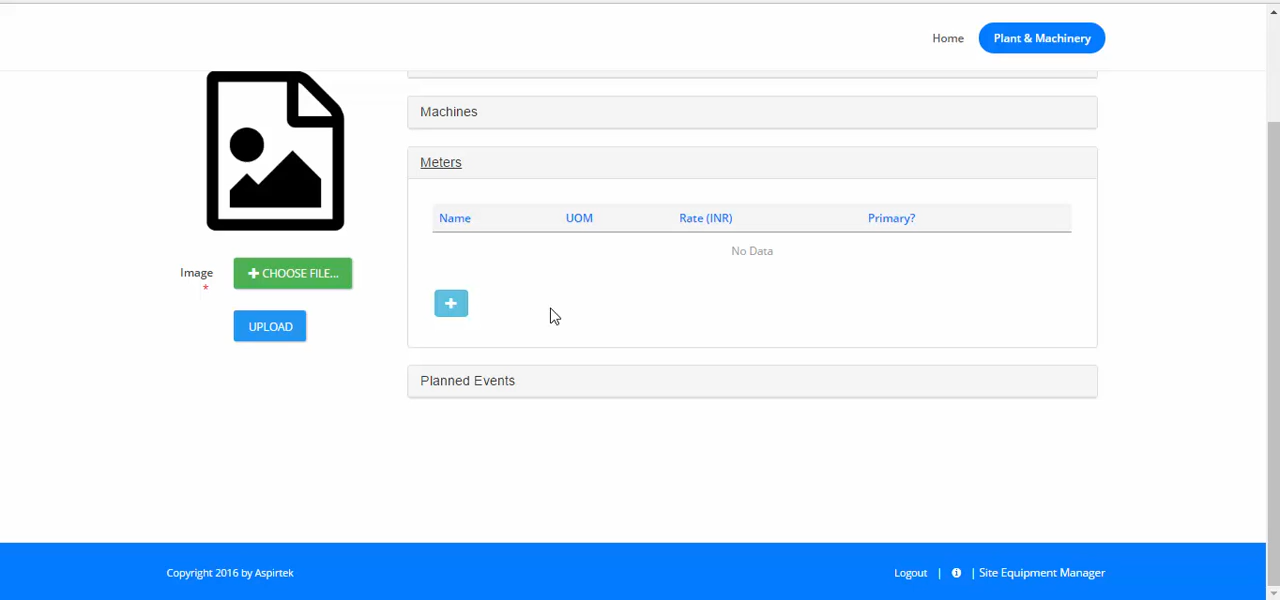 Home
Plant & Machinery
Machines
Meters
Name UOM Rate (INR) Primary?
No Data
Image
*
CHOOSE FILE...
UPLOAD
Planned Events
Copyright 2016 by Aspirtek
Logout | | Site Equipment Manager